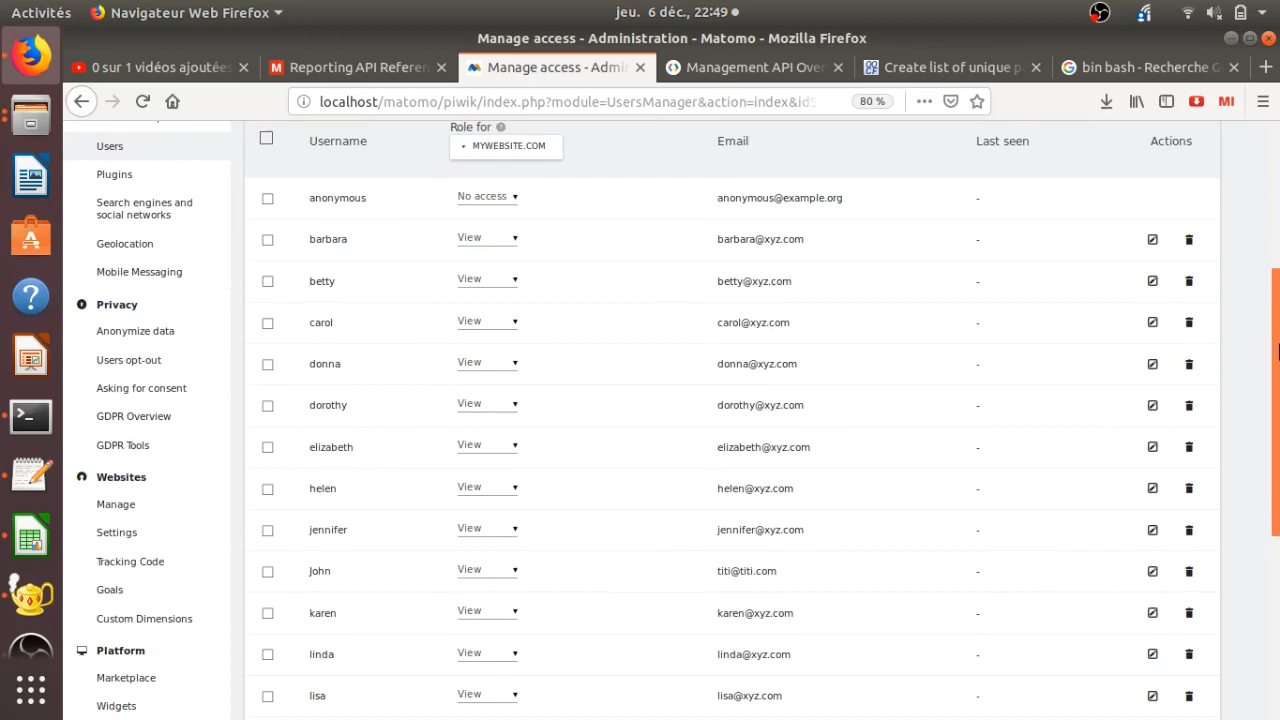 Activités Navigateur Web Firefox jeu. 6 déc., 22:49
Manage access - Administration - Matomo - Mozilla Firefox
0 sur 1 vidéos ajoutées Reporting API Referen Manage access - Admin Management API Over Create list of unique p bin bash - Recherche G
localhost/matomo/piwik/index.php?module=UsersManager&action=index&idS 80 %
Users
Plugins
Search engines and
social networks
Geolocation
Mobile Messaging
Privacy
Anonymize data
Users opt-out
Asking for consent
GDPR Overview
GDPR Tools
Websites
Manage
Settings
Tracking Code
Goals
Custom Dimensions
Platform
Marketplace
Widgets
Username Role for Email Last seen Actions
MYWEBSITE.COM
anonymous No access anonymous@example.org -
barbara View barbara@xyz.com -
betty View betty@xyz.com -
carol View carol@xyz.com -
donna View donna@xyz.com -
dorothy View dorothy@xyz.com -
elizabeth View elizabeth@xyz.com -
helen View helen@xyz.com -
jennifer View jennifer@xyz.com -
John View titi@titi.com -
karen View karen@xyz.com -
linda View linda@xyz.com -
lisa View lisa@xyz.com -